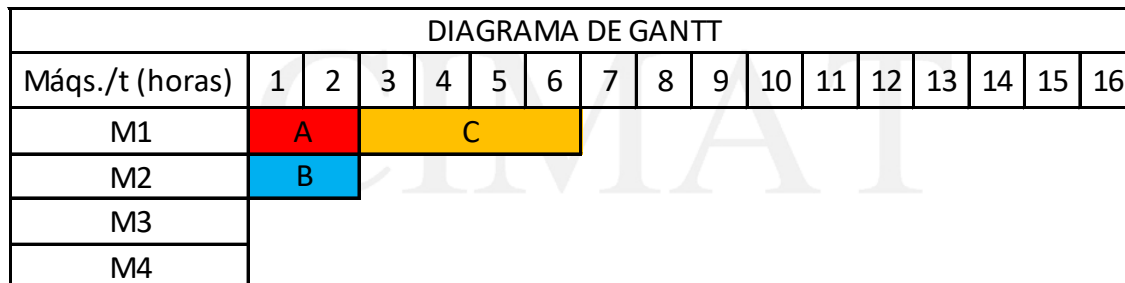 DIAGRAMA DE GANTT
Máqs./t (horas) 1 2 3 4 5 6 7 8 9 10 11 12 13 14 15 16
M1 A C
M2 B
M3
M4
CIMAT